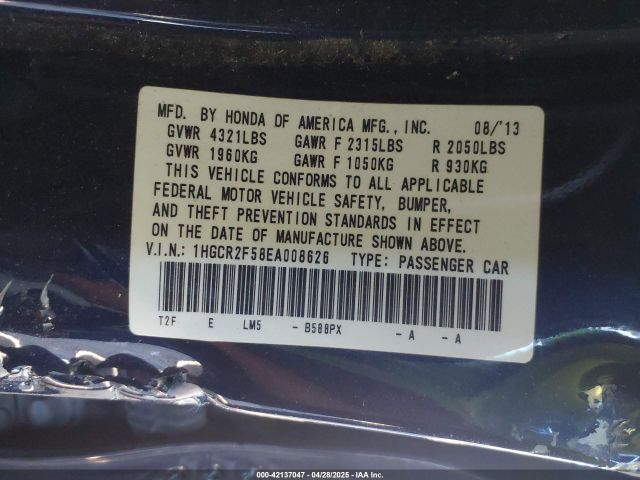 MFD. BY HONDA OF AMERICA MFG., INC. 08/'13
GVWR 4321LBS GAWR F 2315LBS R 2050LBS
GVWR 1960KG GAWR F 1050KG R 930KG
THIS VEHICLE CONFORMS TO ALL APPLICABLE
FEDERAL MOTOR VEHICLE SAFETY, BUMPER,
AND THEFT PREVENTION STANDARDS IN EFFECT
ON THE DATE OF MANUFACTURE SHOWN ABOVE.
V.I.N.: 1HGCR2F58EA008626 TYPE: PASSENGER CAR
T2F E LM5 - B588PX - A - A
000-42137047 | 04/28/2025 - IAA Inc.